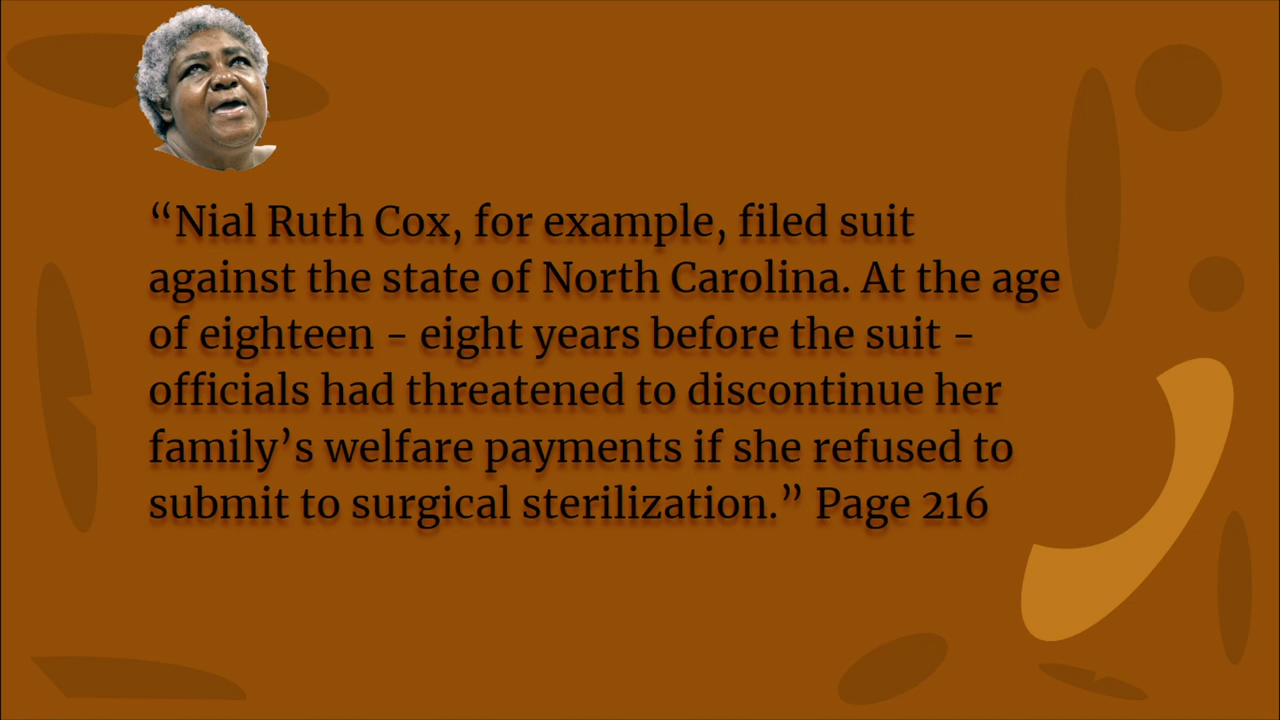 “Nial Ruth Cox, for example, filed suit
against the state of North Carolina. At the age
of eighteen - eight years before the suit -
officials had threatened to discontinue her
family’s welfare payments if she refused to
submit to surgical sterilization.” Page 216